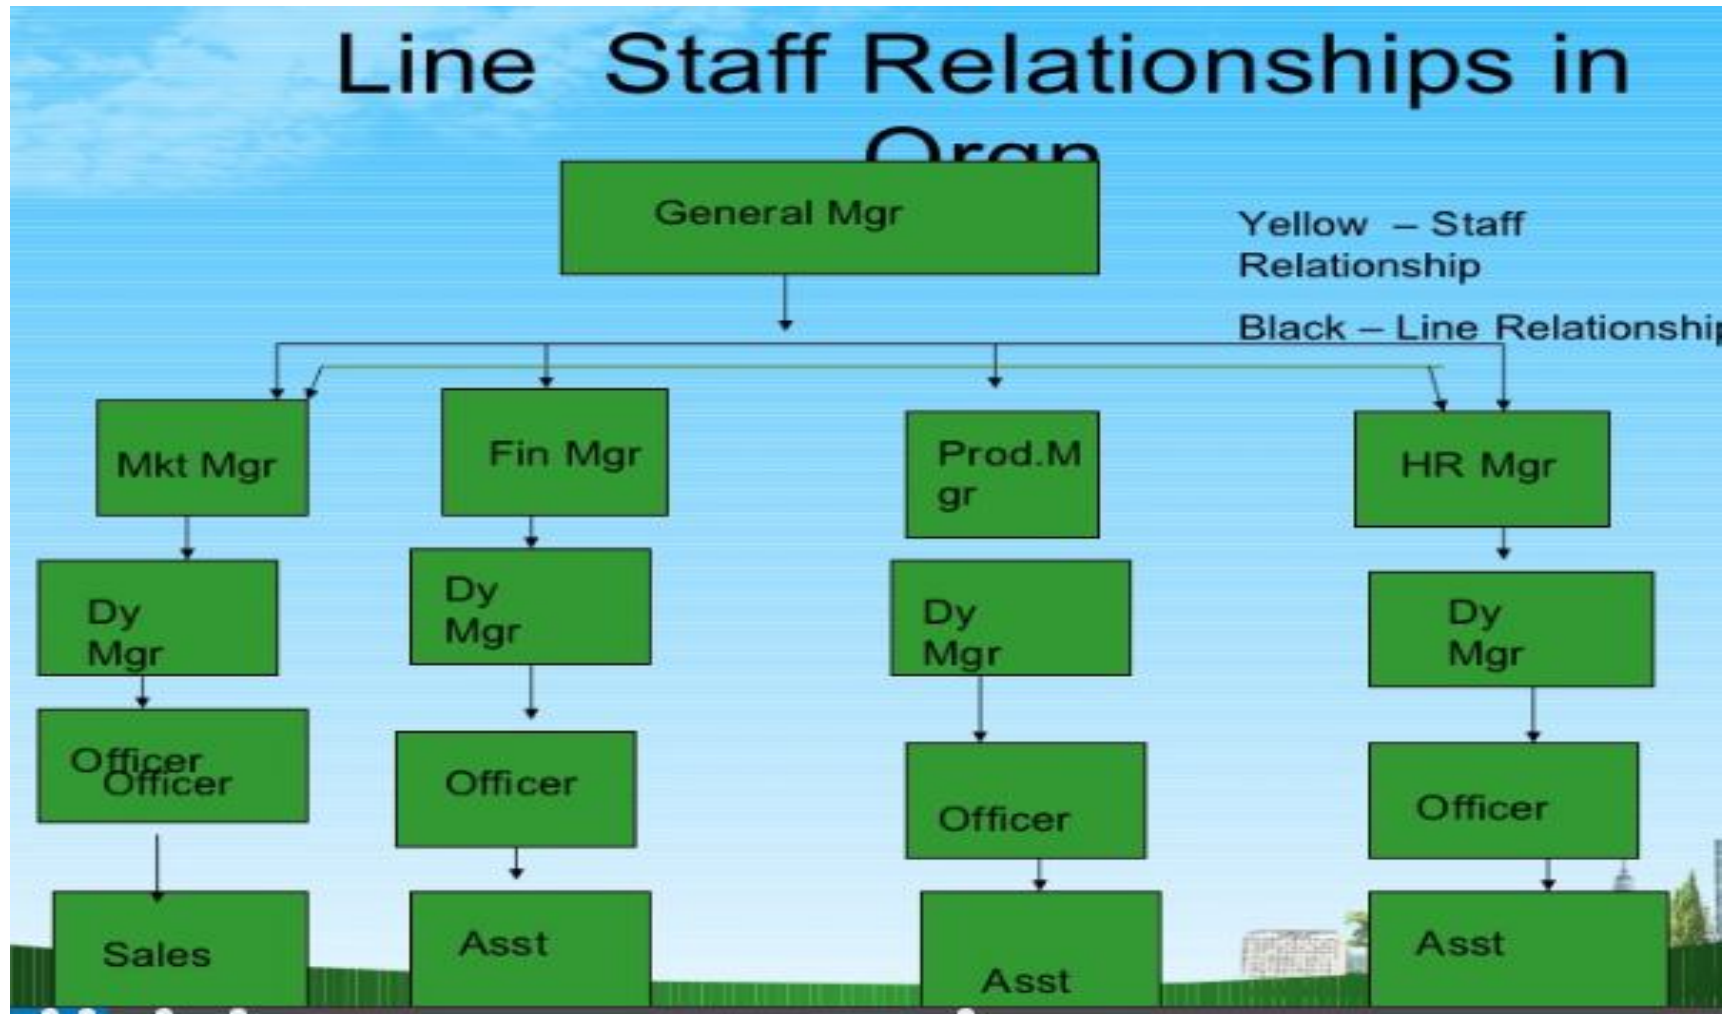 Line Staff Relationships in
Orgn
General Mgr
Yellow – Staff
Relationship
Black – Line Relationship
Mkt Mgr
Fin Mgr
Prod.M
gr
HR Mgr
Dy
Mgr
Dy
Mgr
Dy
Mgr
Dy
Mgr
Officer
Officer
Officer
Officer
Officer
Sales
Asst
Asst
Asst